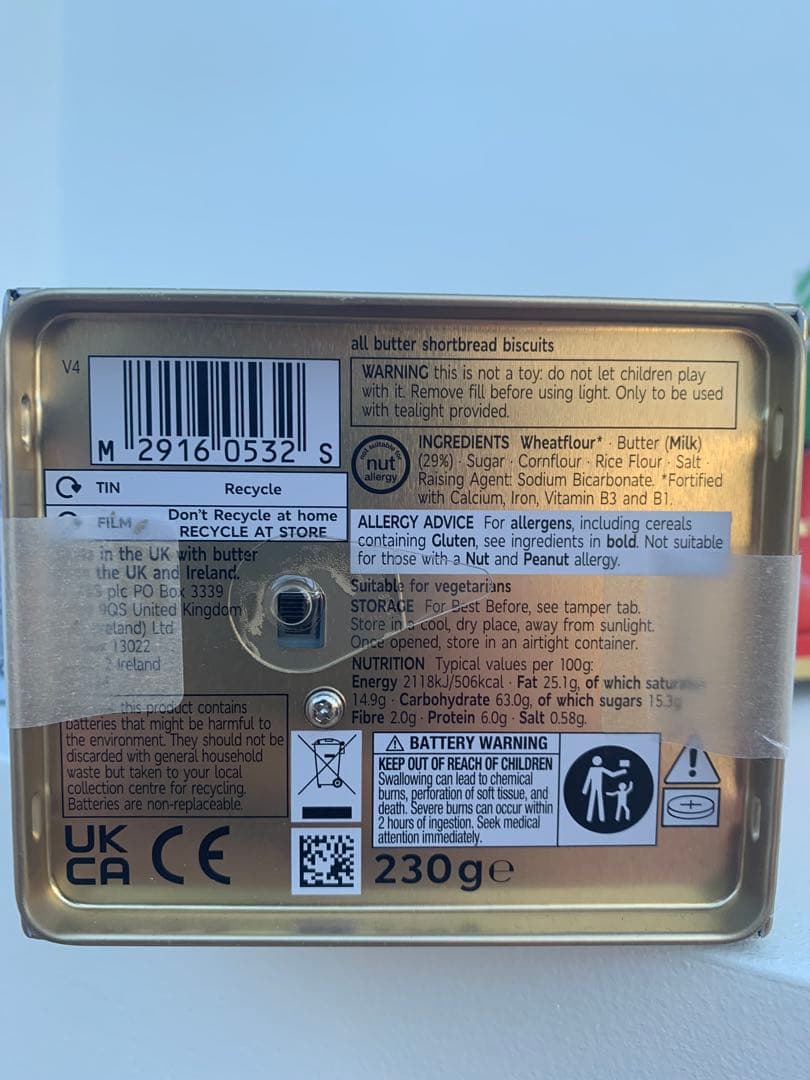 all butter shortbread biscuits
V4
WARNING this is not a toy: do not let children play
with it. Remove fill before using light. Only to be used
with tealight provided.
M 2916 0532 S
not suitable for
nut
allergy
INGREDIENTS Wheatflour* · Butter (Milk)
(29%) · Sugar · Cornflour · Rice Flour · Salt ·
Raising Agent: Sodium Bicarbonate. *Fortified
with Calcium, Iron, Vitamin B3 and B1.
TIN Recycle
FILM Don't Recycle at home
RECYCLE AT STORE
ALLERGY ADVICE For allergens, including cereals
containing Gluten, see ingredients in bold. Not suitable
for those with a Nut and Peanut allergy.
in the UK with butter
the UK and Ireland.
plc PO Box 3339
9QS United Kingdom
Ltd
13022
Ireland
Suitable for vegetarians
STORAGE For Best Before, see tamper tab.
Store in a cool, dry place, away from sunlight.
Once opened, store in an airtight container.
NUTRITION Typical values per 100g:
Energy 2118kJ/506kcal · Fat 25.1g, of which
14.9g · Carbohydrate 63.0g, of which sugars 15.3g
Fibre 2.0g · Protein 6.0g · Salt 0.58g.
this product contains
batteries that might be harmful to
the environment. They should not be
discarded with general household
waste but taken to your local
collection centre for recycling.
Batteries are non-replaceable.
BATTERY WARNING
KEEP OUT OF REACH OF CHILDREN
Swallowing can lead to chemical
burns, perforation of soft tissue, and
death. Severe burns can occur within
2 hours of ingestion. Seek medical
attention immediately.
UK
CA CE
230g e